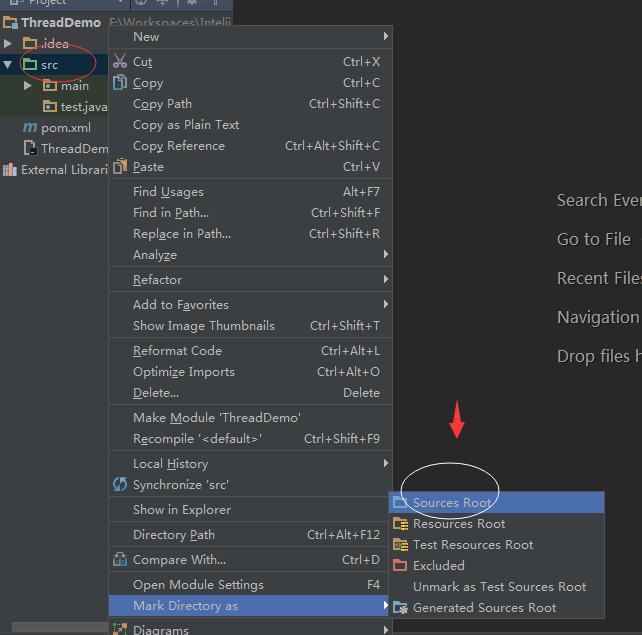 Project
ThreadDemo E:\Workspaces\Intelij
.idea
src
main
test.java
pom.xml
ThreadDem
External Librari
New
Cut Ctrl+X
Copy Ctrl+C
Copy Path Ctrl+Shift+C
Copy as Plain Text
Copy Reference Ctrl+Alt+Shift+C
Paste Ctrl+V
Find Usages Alt+F7
Find in Path... Ctrl+Shift+F
Replace in Path... Ctrl+Shift+R
Analyze
Refactor
Add to Favorites
Show Image Thumbnails Ctrl+Shift+T
Reformat Code Ctrl+Alt+L
Optimize Imports Ctrl+Alt+O
Delete... Delete
Make Module 'ThreadDemo'
Recompile '<default>' Ctrl+Shift+F9
Local History
Synchronize 'src'
Show in Explorer
Directory Path Ctrl+Alt+F12
Compare With... Ctrl+D
Open Module Settings F4
Mark Directory as
Diagrams
Sources Root
Resources Root
Test Resources Root
Excluded
Unmark as Test Sources Root
Generated Sources Root
Search Ever
Go to File
Recent Files
Navigation
Drop files h